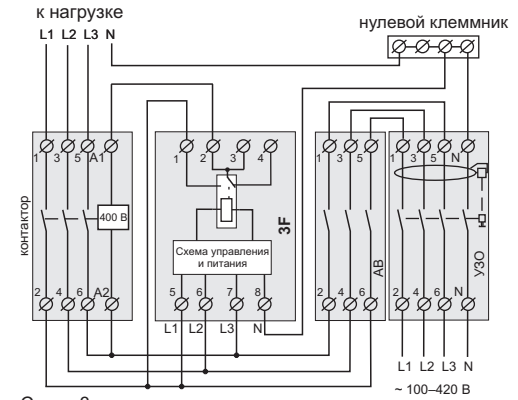 к нагрузке
нулевой клеммник
L1 L2 L3 N
1 3 5 A1
1 2 3 4
1 3 5
1 3 5 N
контактор
400 В
3F
Схема управления
и питания
АВ
УЗО
2 4 6 A2
5 6 7 8
2 4 6
2 4 6 N
L1 L2 L3 N
L1 L2 L3 N
~ 100–420 В